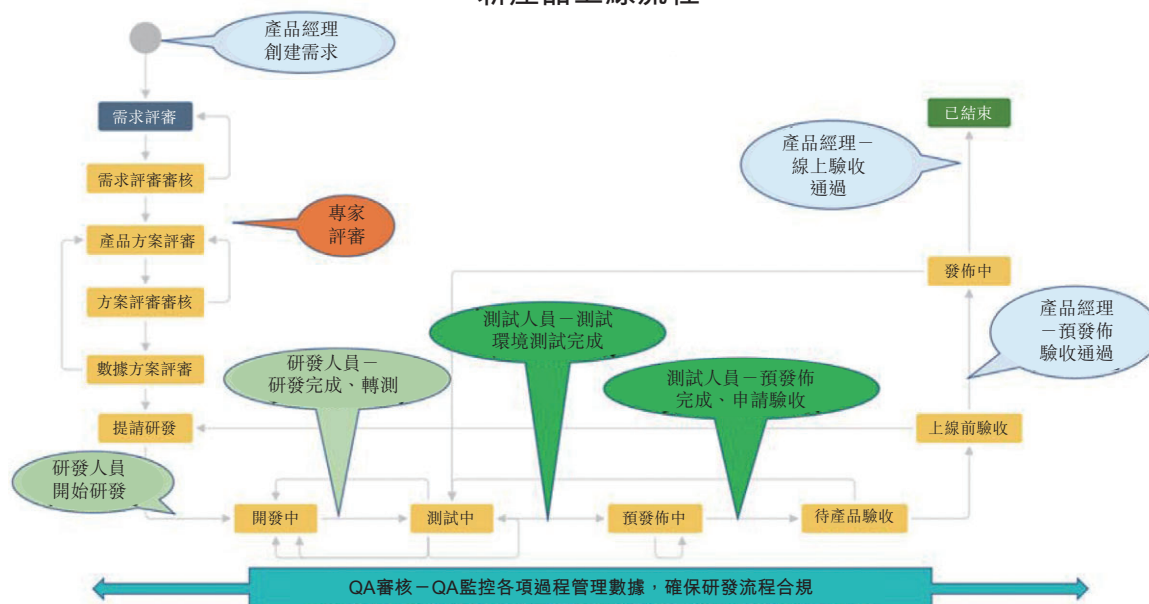 新產品上線流程
產品經理
創建需求
需求評審
已結束
產品經理－
線上驗收
通過
需求評審審核
專家
評審
產品方案評審
發佈中
方案評審審核
測試人員－測試
環境測試完成
產品經理
－預發佈
驗收通過
研發人員－
研發完成、轉測
數據方案評審
測試人員－預發佈
完成、申請驗收
提請研發
上線前驗收
研發人員
開始研發
開發中
測試中
預發佈中
待產品驗收
QA審核－QA監控各項過程管理數據，確保研發流程合規